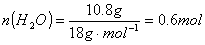 n(H₂O) = 10.8g / 18g · mol⁻¹ = 0.6mol